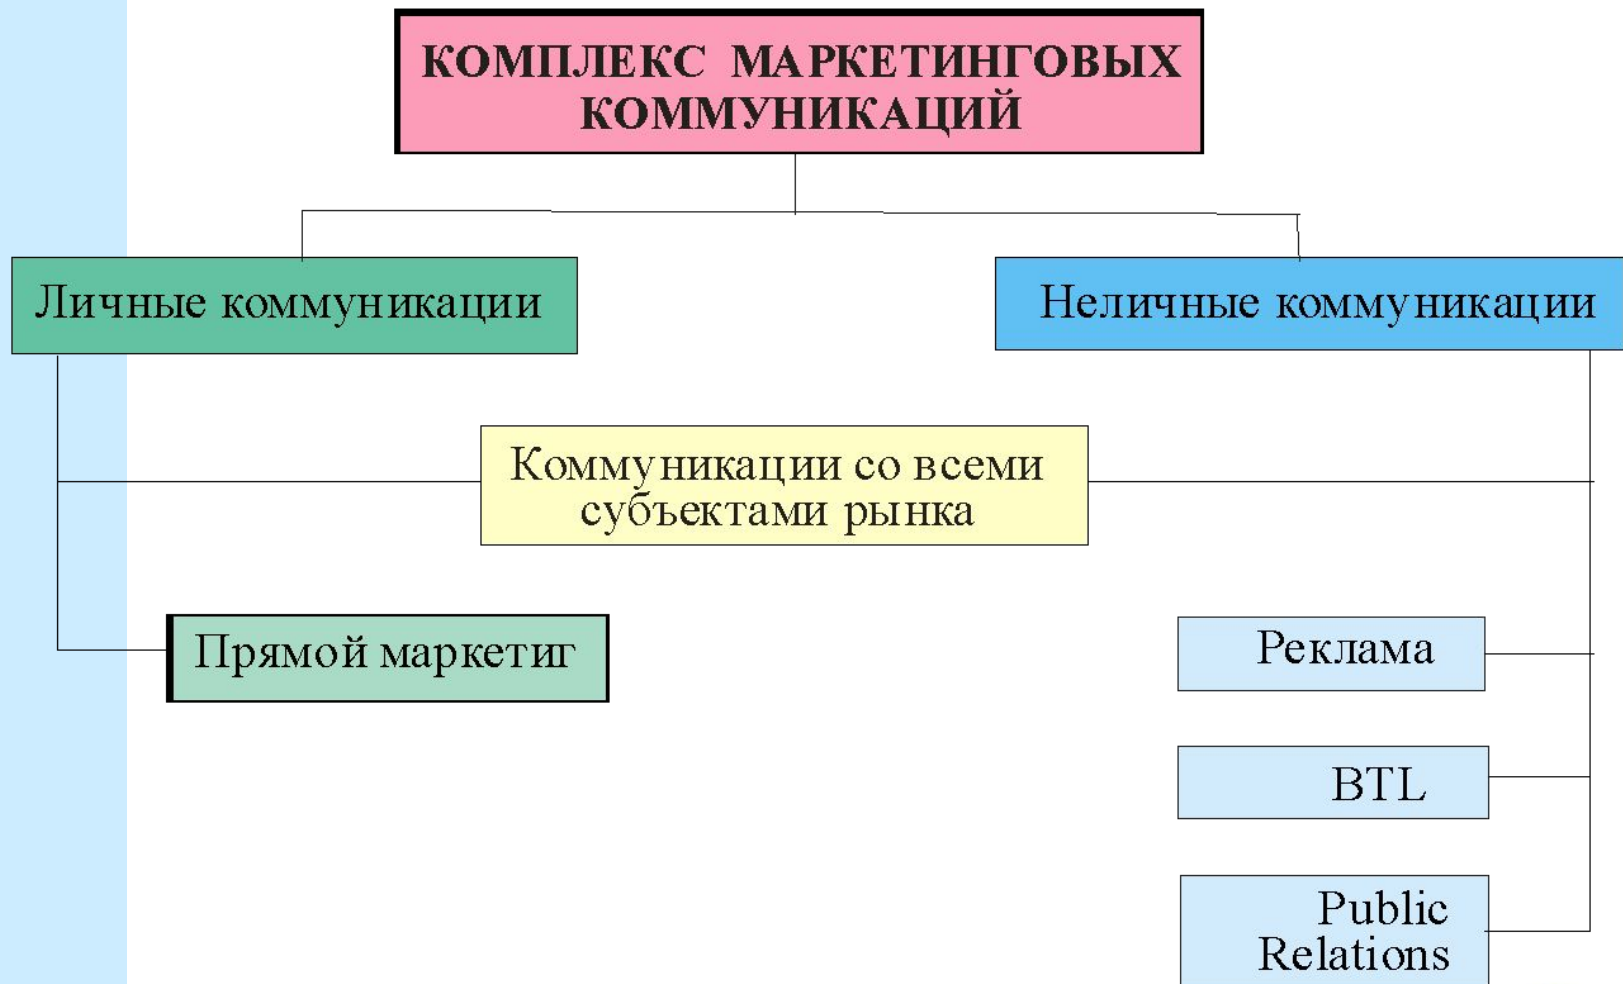 КОМПЛЕКС МАРКЕТИНГОВЫХ
КОММУНИКАЦИЙ
Личные коммуникации
Неличные коммуникации
Коммуникации со всеми
субъектами рынка
Прямой маркетиг
Реклама
BTL
Public
Relations